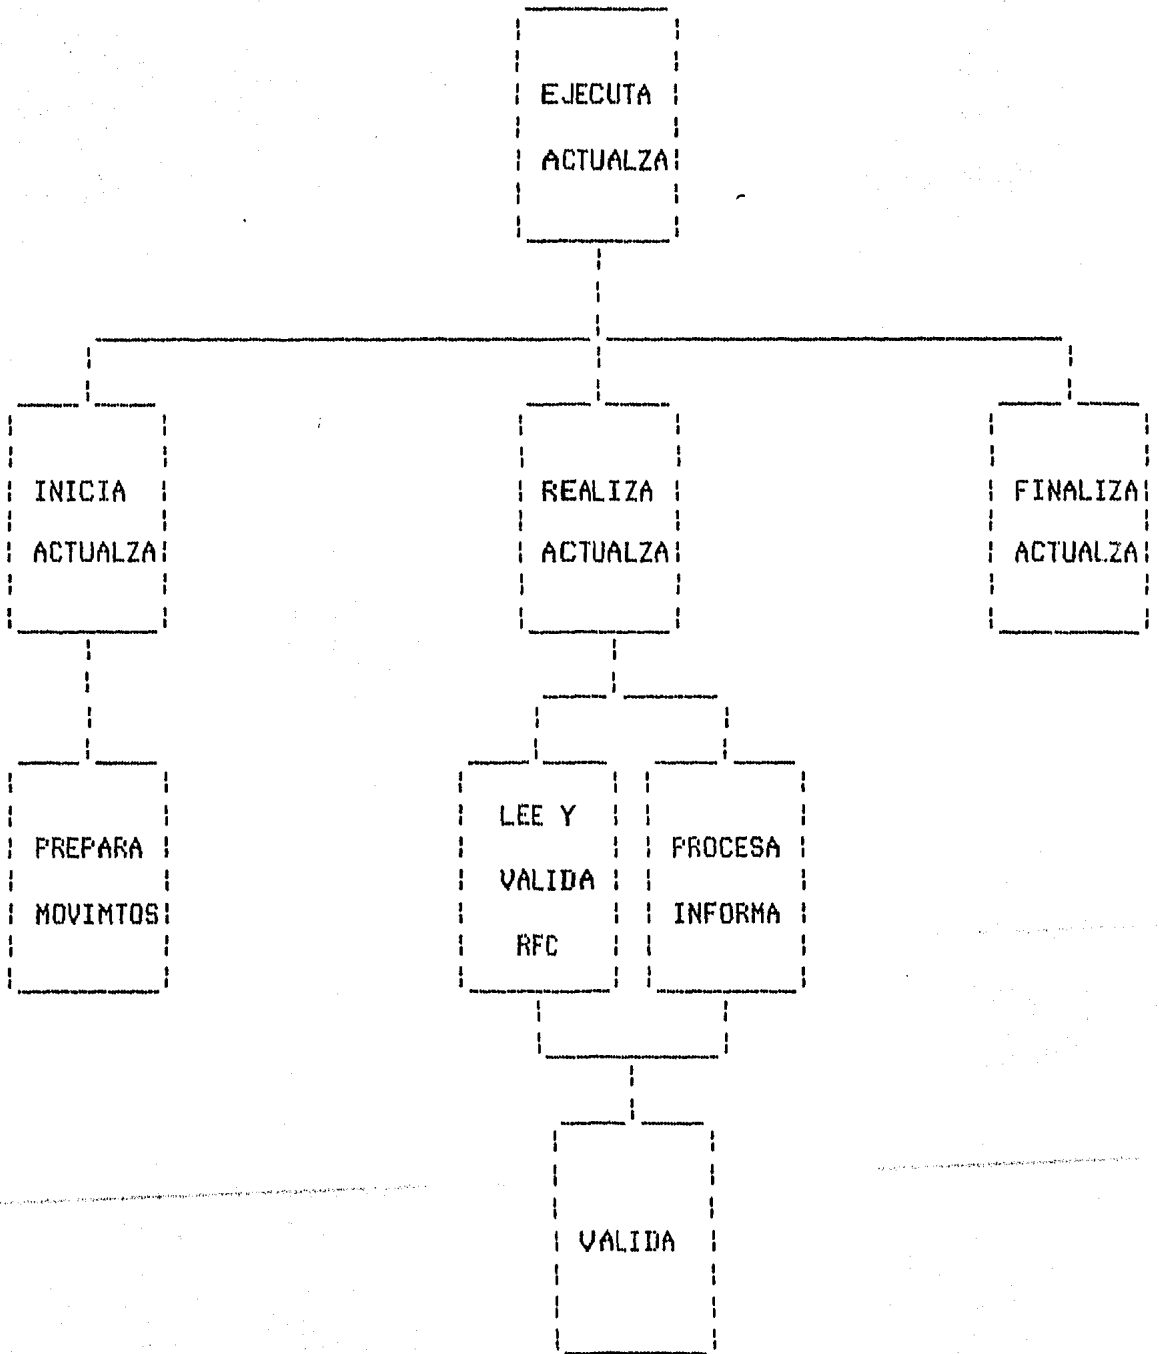 EJECUTA
ACTUALZA
INICIA
ACTUALZA
REALIZA
ACTUALZA
FINALIZA
ACTUALZA
PREPARA
MOVIMTOS
LEE Y
VALIDA
RFC
PROCESA
INFORMA
VALIDA